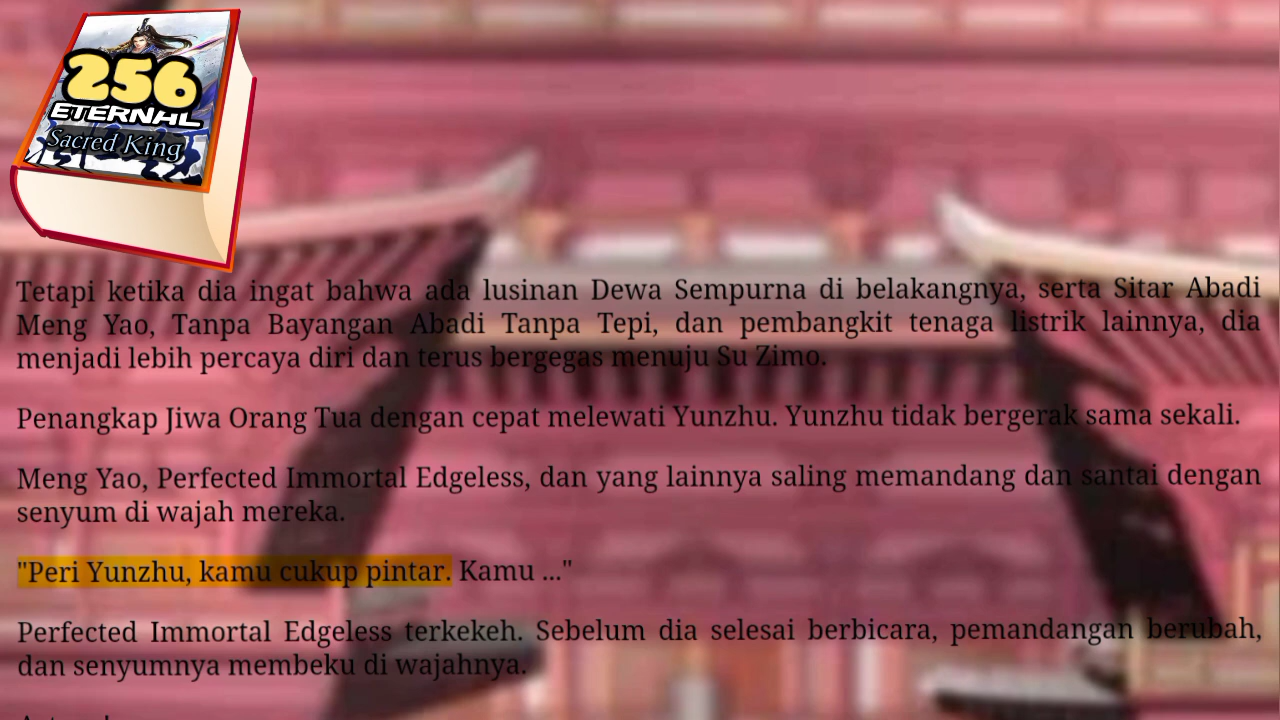 256
ETERNAL
Sacred King
Tetapi ketika dia ingat bahwa ada lusinan Dewa Sempurna di belakangnya, serta Sitar Abadi
Meng Yao, Tanpa Bayangan Abadi Tanpa Tepi, dan pembangkit tenaga listrik lainnya, dia
menjadi lebih percaya diri dan terus bergegas menuju Su Zimo.
Penangkap Jiwa Orang Tua dengan cepat melewati Yunzhu. Yunzhu tidak bergerak sama sekali.
Meng Yao, Perfected Immortal Edgeless, dan yang lainnya saling memandang dan santai dengan
senyum di wajah mereka.
"Peri Yunzhu, kamu cukup pintar. Kamu ..."
Perfected Immortal Edgeless terkekeh. Sebelum dia selesai berbicara, pemandangan berubah,
dan senyumnya membeku di wajahnya.